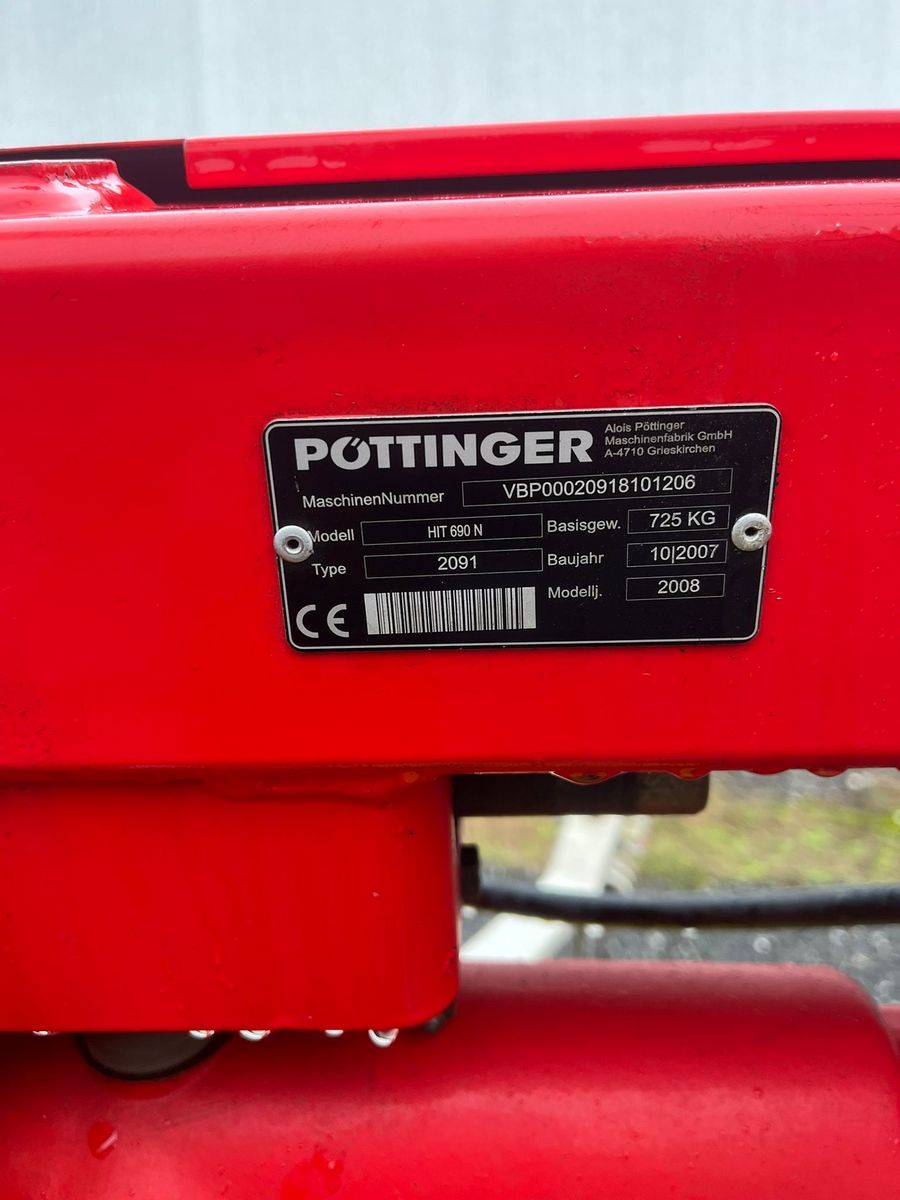 PÖTTINGER
Alois Pöttinger
Maschinenfabrik GmbH
A-4710 Grieskirchen
MaschinenNummer VBP00020918101206
Modell HIT 690 N Basisgew. 725 KG
Type 2091 Baujahr 10|2007
Modellj. 2008
CE